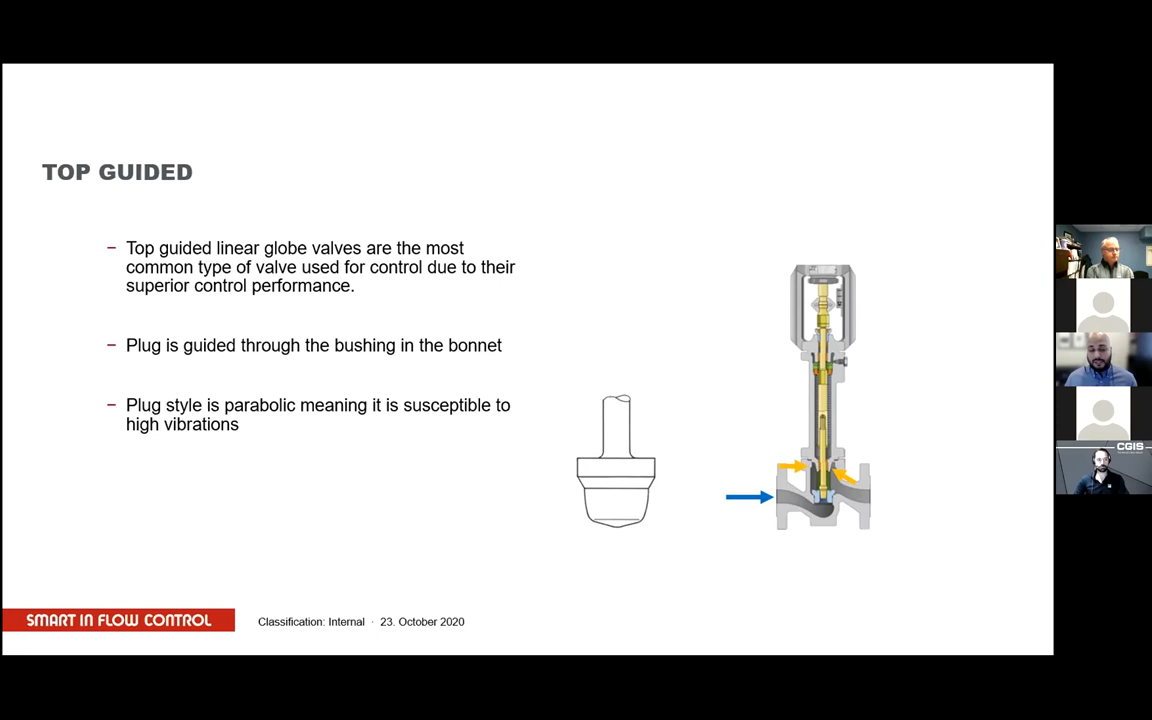 TOP GUIDED
− Top guided linear globe valves are the most
common type of valve used for control due to their
superior control performance.
− Plug is guided through the bushing in the bonnet
− Plug style is parabolic meaning it is susceptible to
high vibrations
SMART IN FLOW CONTROL
Classification: Internal · 23. October 2020
CGIS